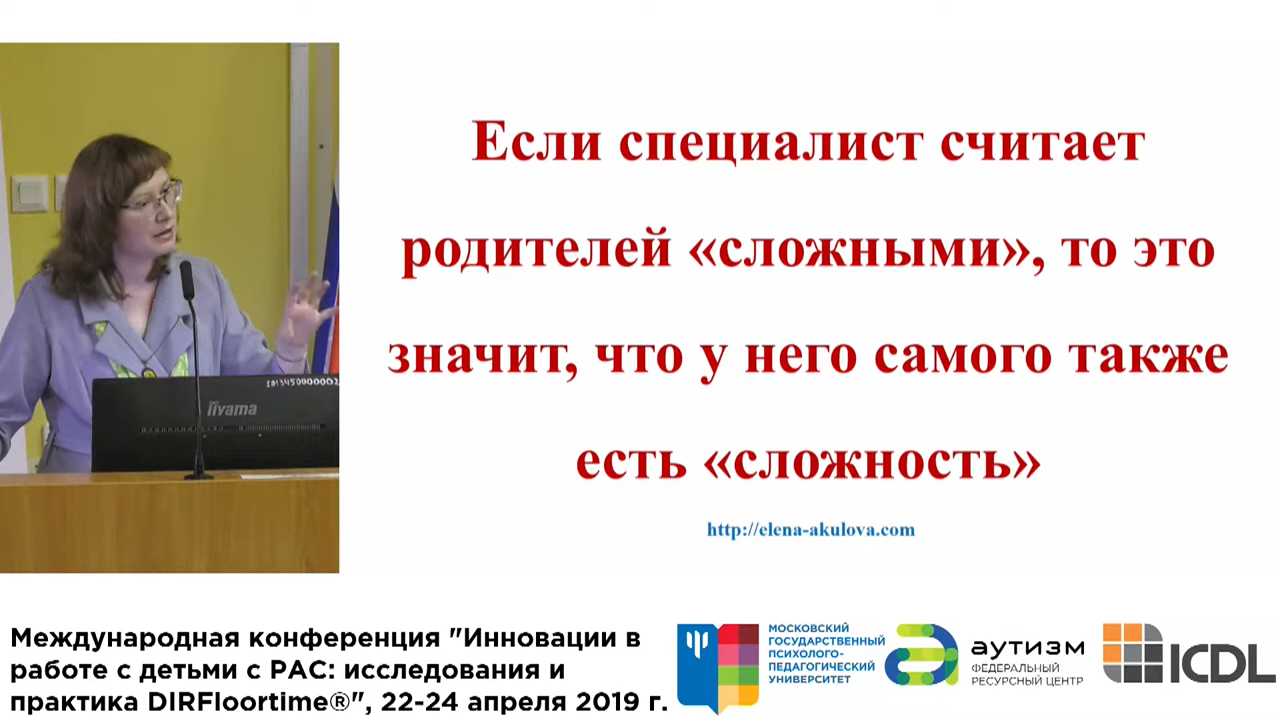 Если специалист считает
родителей «сложными», то это
значит, что у него самого также
есть «сложность»
http://elena-akulova.com
iiyama
Международная конференция "Инновации в
работе с детьми с РАС: исследования и
практика DIRFloortime®", 22-24 апреля 2019 г.
МОСКОВСКИЙ
ГОСУДАРСТВЕННЫЙ
ПСИХОЛОГО-
ПЕДАГОГИЧЕСКИЙ
УНИВЕРСИТЕТ
аутизм
ФЕДЕРАЛЬНЫЙ
РЕСУРСНЫЙ ЦЕНТР
ICDL